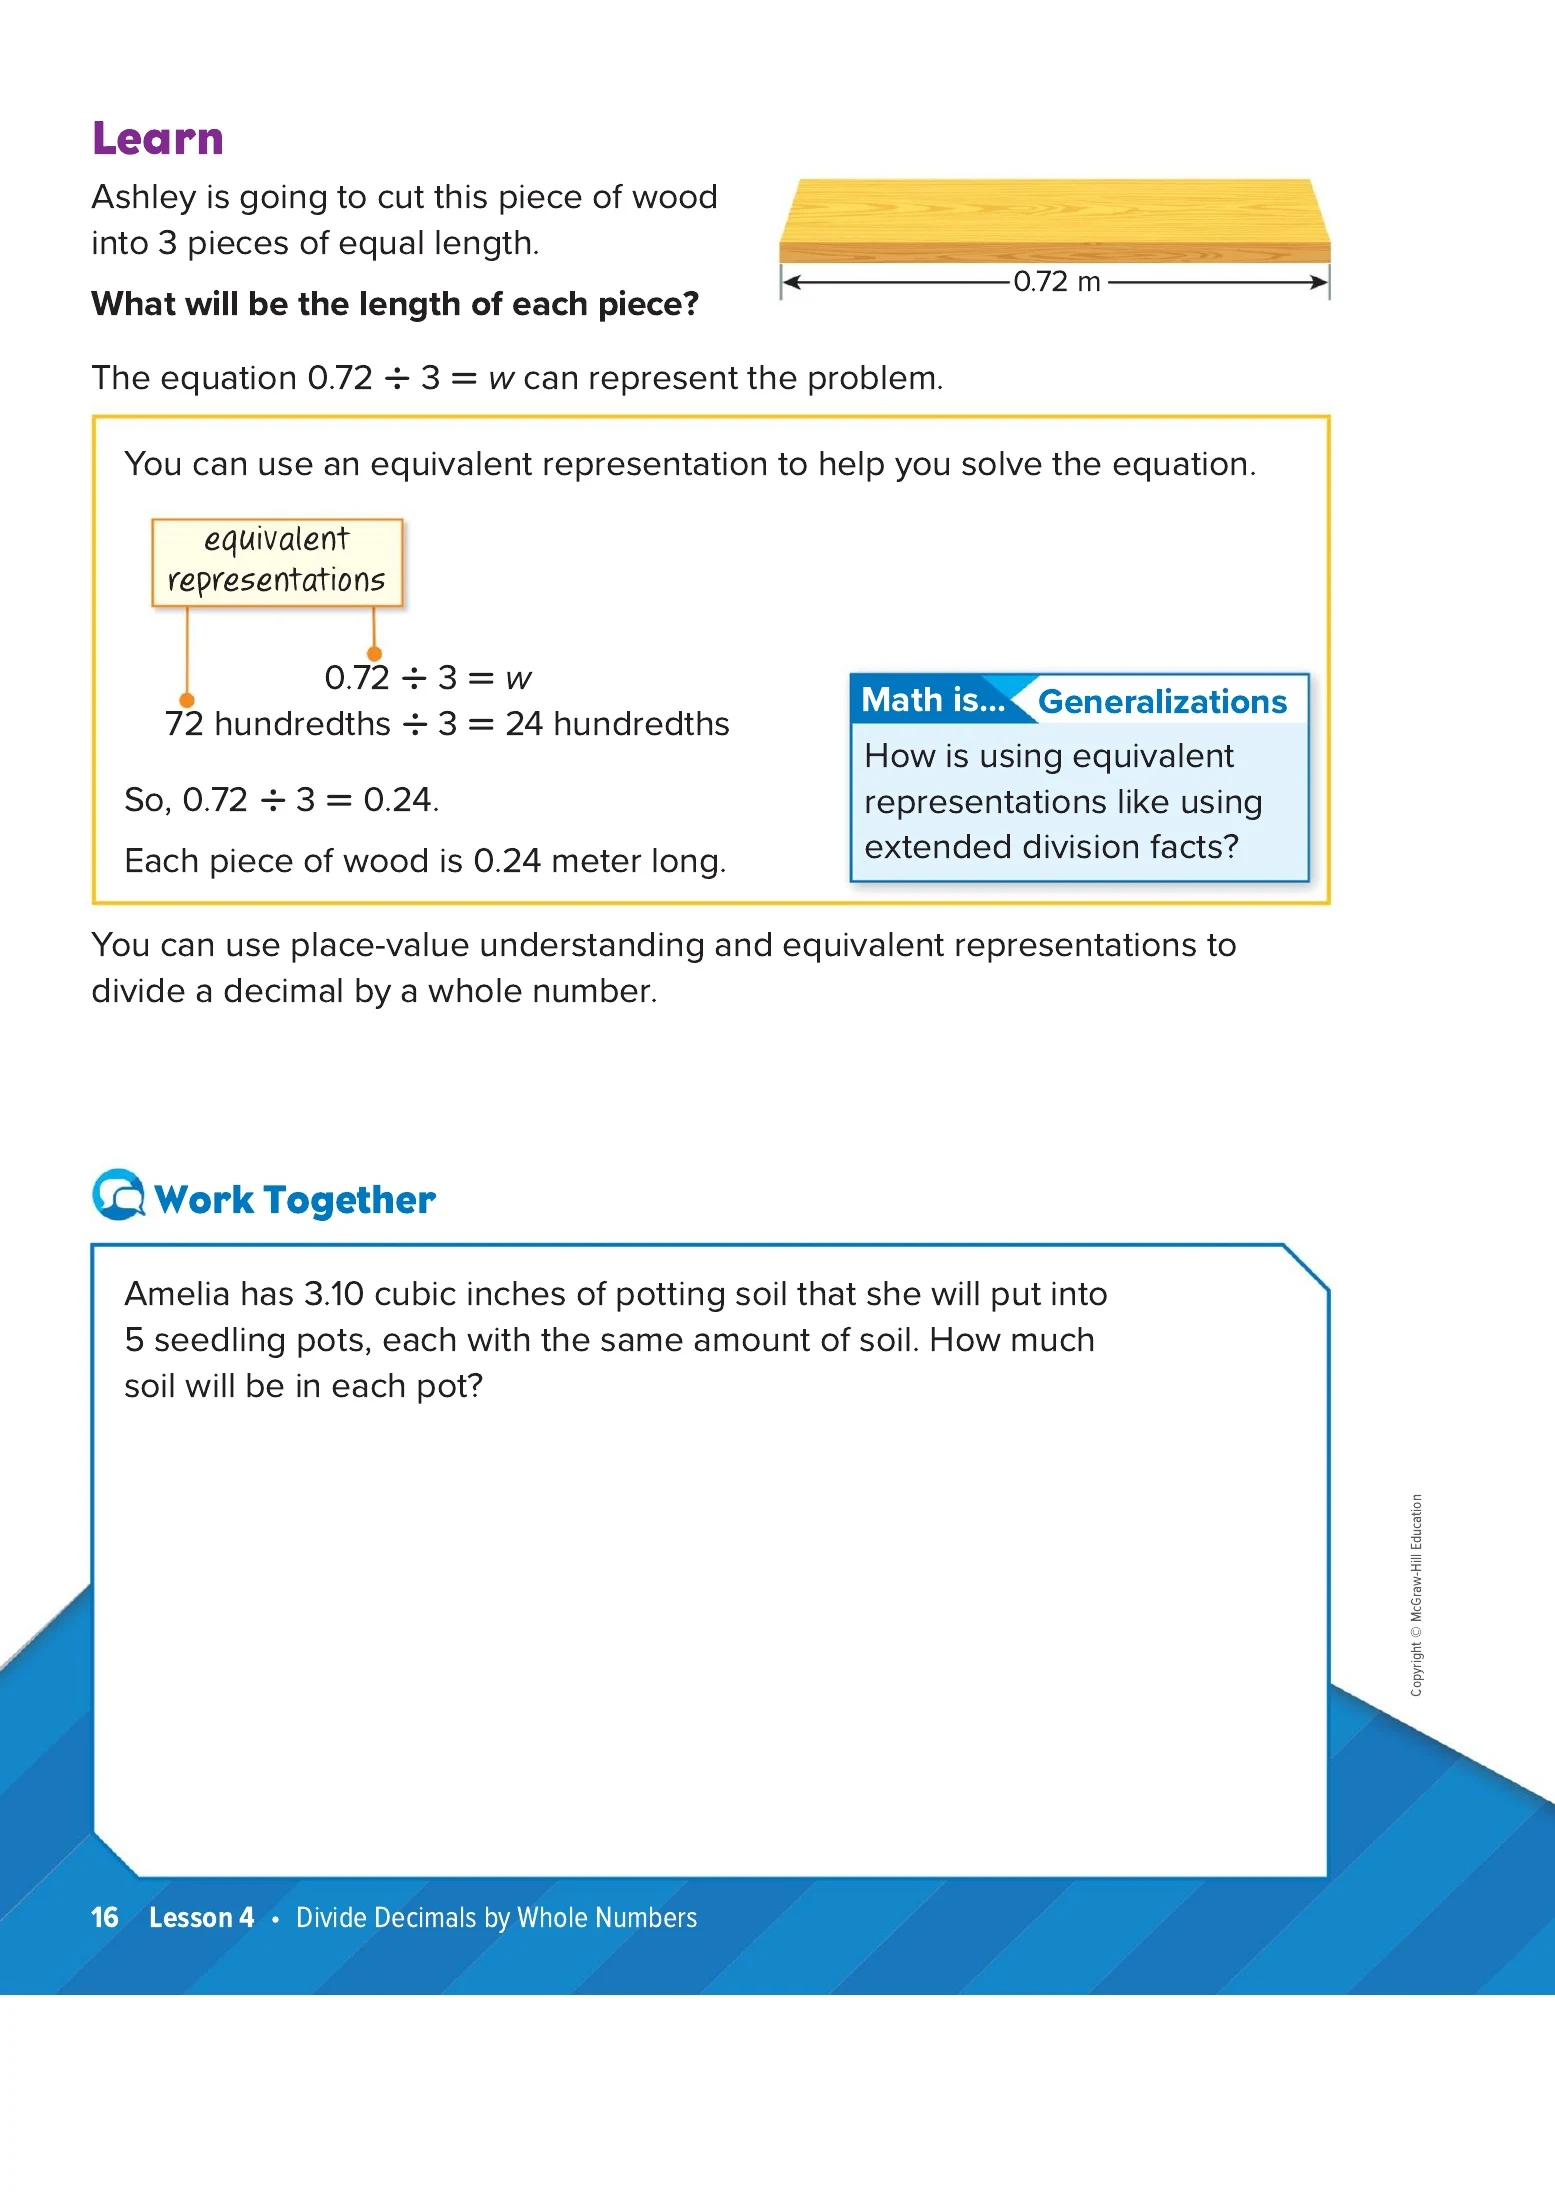 Learn
Ashley is going to cut this piece of wood
into 3 pieces of equal length.
0.72 m
What will be the length of each piece?
The equation 0.72 ÷ 3 = w can represent the problem.
You can use an equivalent representation to help you solve the equation.
equivalent
representations
0.72 ÷ 3 = w
72 hundredths ÷ 3 = 24 hundredths
So, 0.72 ÷ 3 = 0.24.
Each piece of wood is 0.24 meter long.
Math is... Generalizations
How is using equivalent
representations like using
extended division facts?
You can use place-value understanding and equivalent representations to
divide a decimal by a whole number.
Work Together
Amelia has 3.10 cubic inches of potting soil that she will put into
5 seedling pots, each with the same amount of soil. How much
soil will be in each pot?
Copyright © McGraw-Hill Education
16 Lesson 4 • Divide Decimals by Whole Numbers